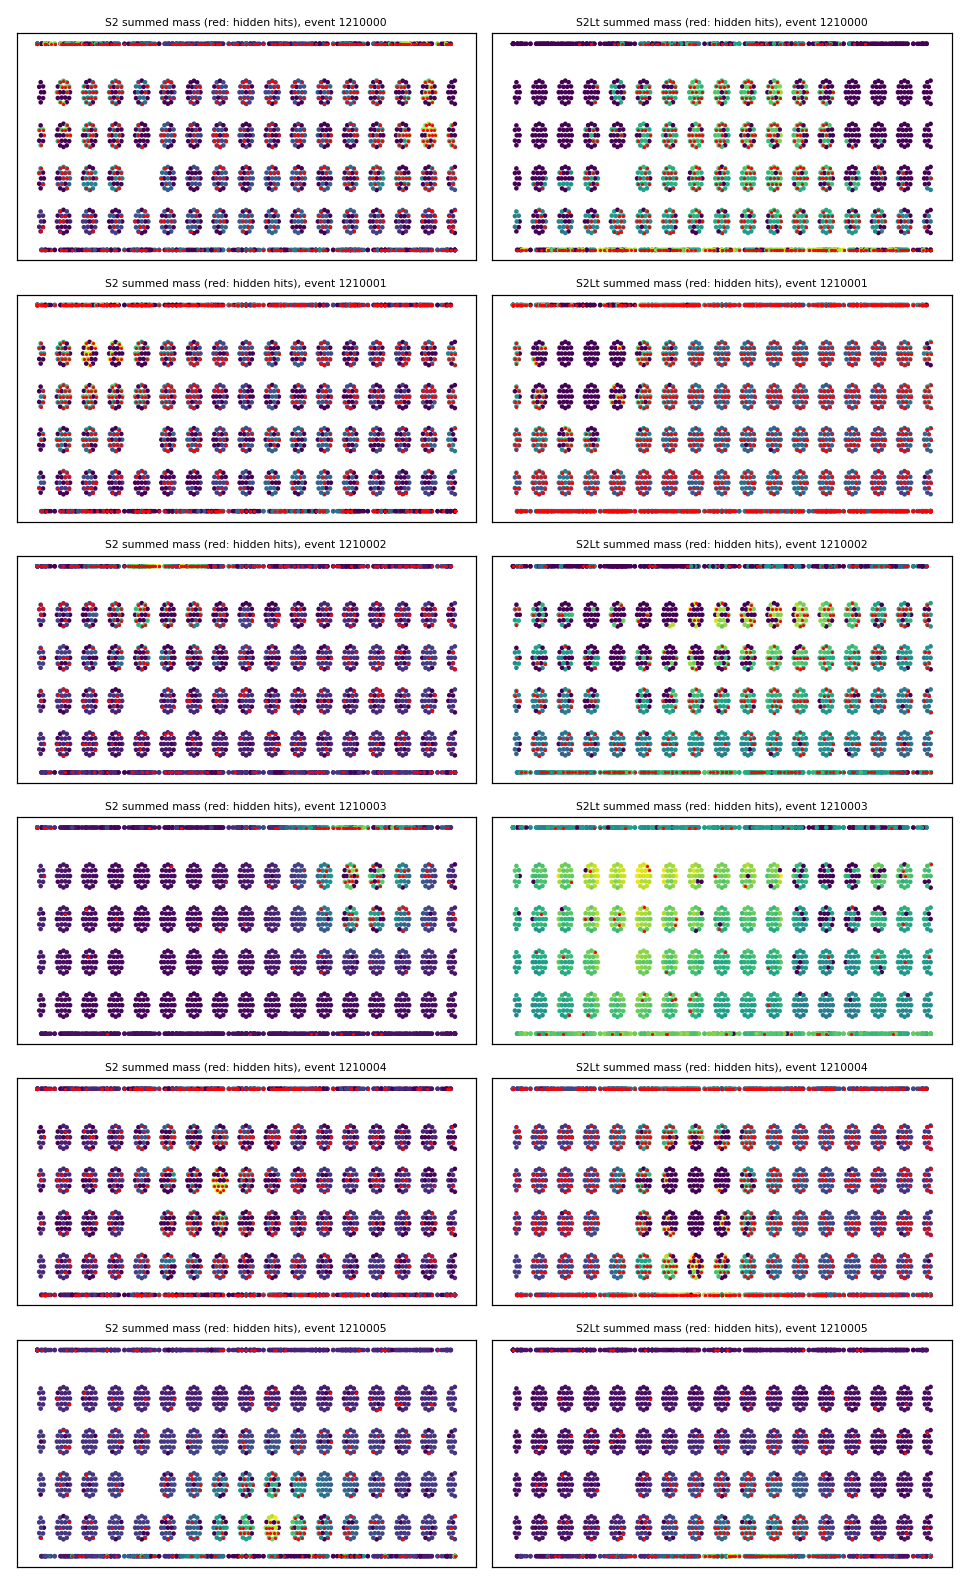 S2 summed mass (red: hidden hits), event 1210000
S2Lt summed mass (red: hidden hits), event 1210000
S2 summed mass (red: hidden hits), event 1210001
S2Lt summed mass (red: hidden hits), event 1210001
S2 summed mass (red: hidden hits), event 1210002
S2Lt summed mass (red: hidden hits), event 1210002
S2 summed mass (red: hidden hits), event 1210003
S2Lt summed mass (red: hidden hits), event 1210003
S2 summed mass (red: hidden hits), event 1210004
S2Lt summed mass (red: hidden hits), event 1210004
S2 summed mass (red: hidden hits), event 1210005
S2Lt summed mass (red: hidden hits), event 1210005